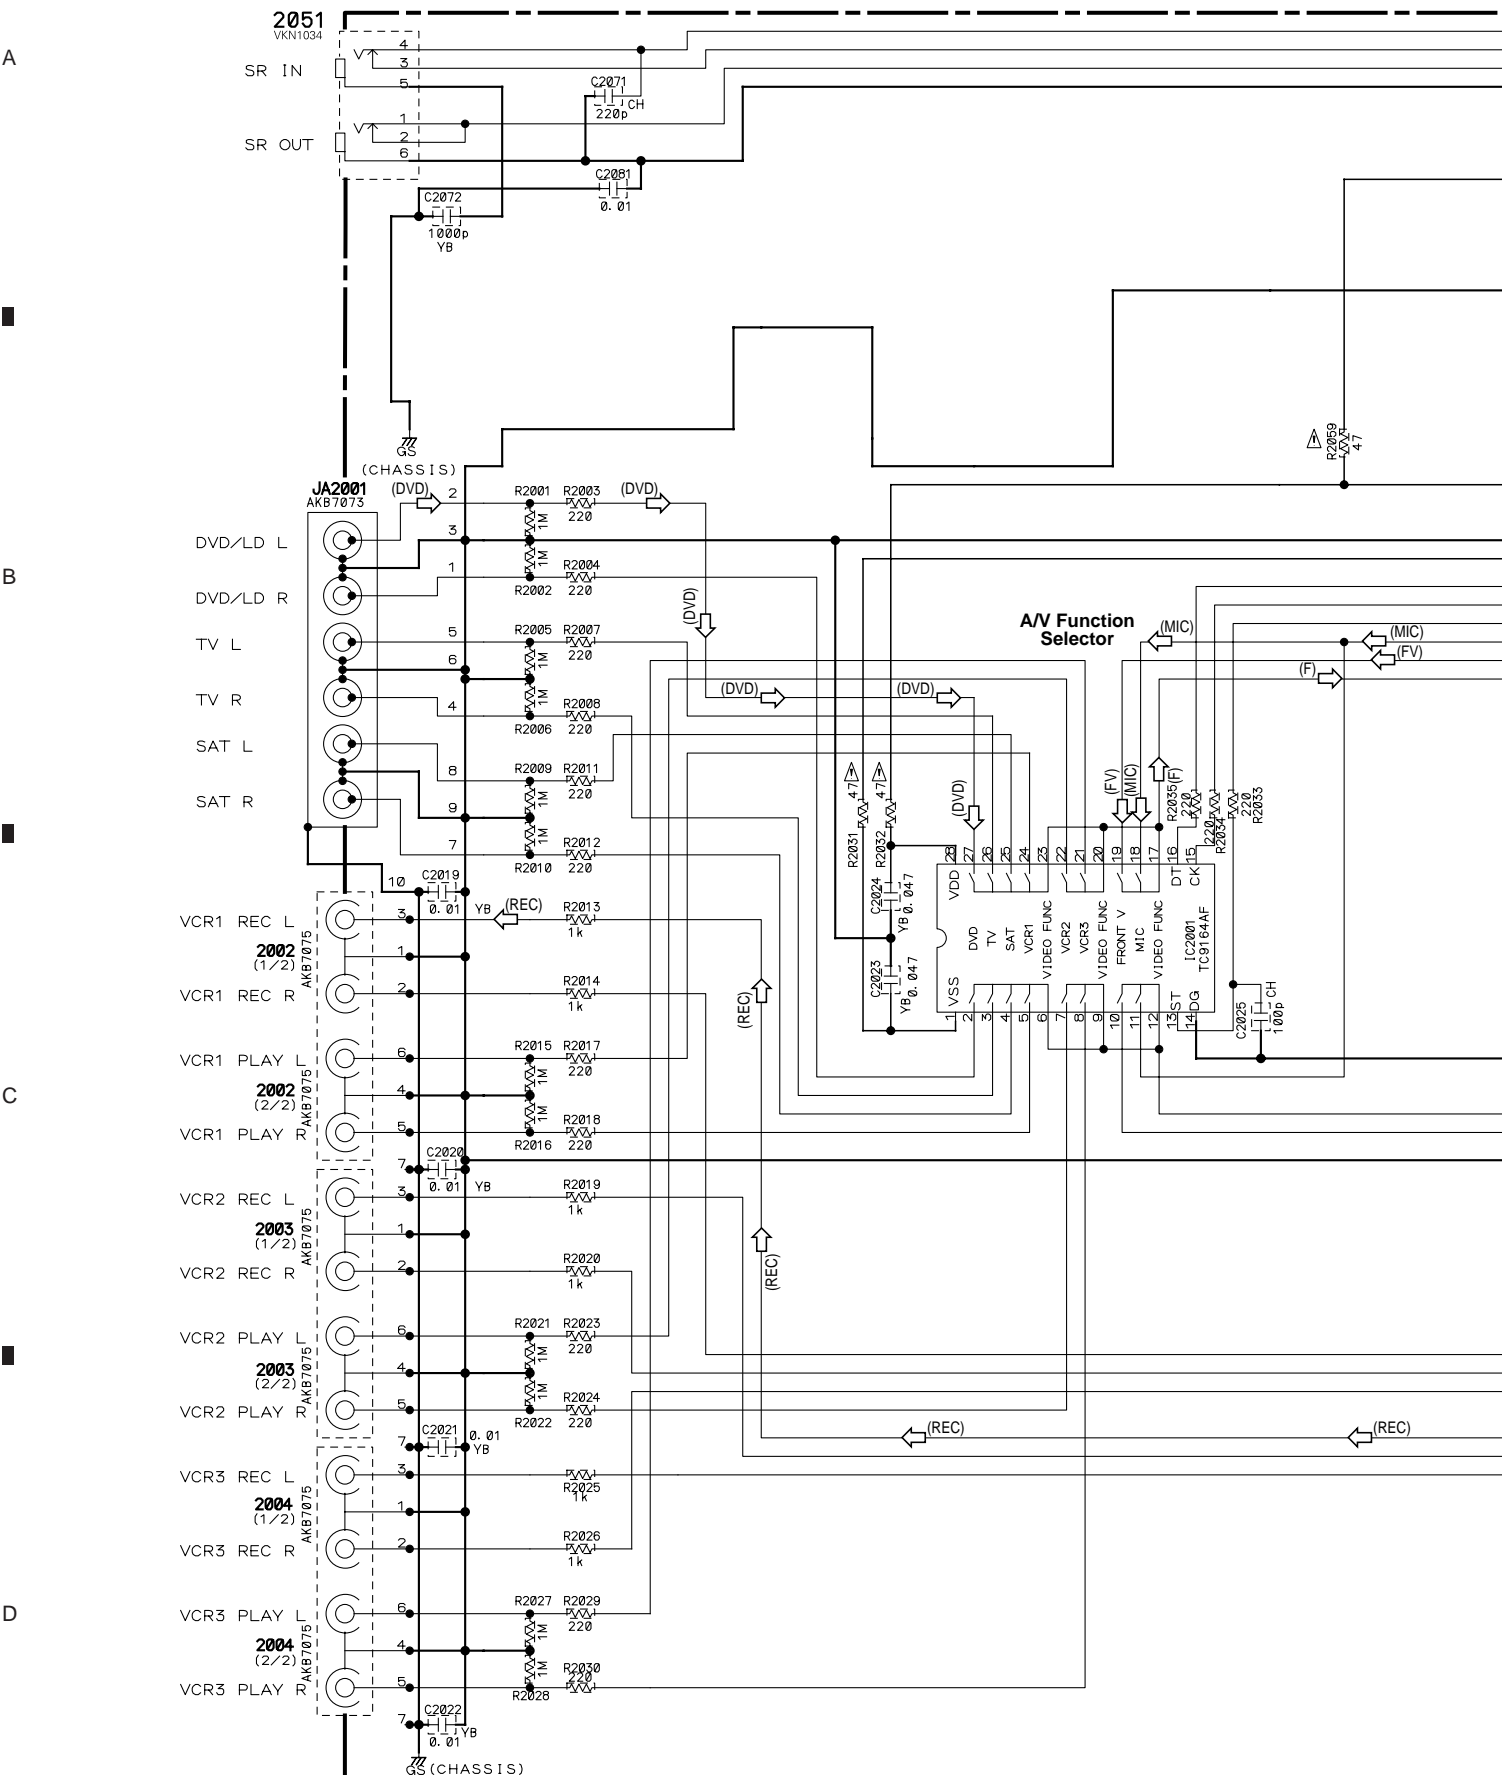 2051
VKN1034
A
SR IN
4
3
5
C2071
CH
220p
SR OUT
1
2
6
C2081
0.01
C2072
1000p
YB
GS
(CHASSIS)
R2059
47
JA2001
AKB7073
(DVD)
2
R2001
R2003
(DVD)
220
1M
3
DVD/LD L
1M
R2004
1
R2002
220
B
DVD/LD R
(DVD)
A/V Function
Selector
(MIC)
(MIC)
(FV)
(F)
TV L
5
R2005
R2007
220
1M
6
1M
TV R
4
R2008
R2006
220
(DVD)
(DVD)
SAT L
8
R2009
R2011
220
1M
SAT R
9
1M
7
R2012
R2010
220
47
47
R2031
R2032
(DVD)
(FV)
(MIC)
(F)
R2035
220
220
R2034
220
R2033
10
C2019
0.01
YB
(REC)
R2013
1k
VCR1 REC L
3
2002
(1/2)
AKB7075
1
VCR1 REC R
2
R2014
1k
(REC)
C2024
YB 0.047
C2023
YB 0.047
28
27
26
25
24
23
22
21
20
19
18
17
16
15
VDD
DT
CK
DVD
TV
SAT
VCR1
VIDEO FUNC
VCR2
VCR3
VIDEO FUNC
FRONT V
MIC
VIDEO FUNC
IC2001
TC9164AF
VSS
ST
DG
1
2
3
4
5
6
7
8
9
10
11
12
13
14
C2025
100p
CH
C
VCR1 PLAY L
6
R2015
R2017
220
1M
2002
(2/2)
AKB7075
4
1M
VCR1 PLAY R
5
R2018
R2016
220
7
C2020
0.01
YB
VCR2 REC L
3
R2019
1k
2003
(1/2)
AKB7075
1
VCR2 REC R
2
R2020
1k
(REC)
VCR2 PLAY L
6
R2021
R2023
220
1M
2003
(2/2)
AKB7075
4
1M
VCR2 PLAY R
5
R2024
R2022
220
7
C2021
0.01
YB
(REC)
(REC)
VCR3 REC L
3
R2025
1k
2004
(1/2)
AKB7075
1
VCR3 REC R
2
R2026
1k
D
VCR3 PLAY L
6
R2027
R2029
220
1M
2004
(2/2)
AKB7075
4
1M
R2030
220
VCR3 PLAY R
5
R2028
7
C2022
YB
0.01
GS(CHASSIS)